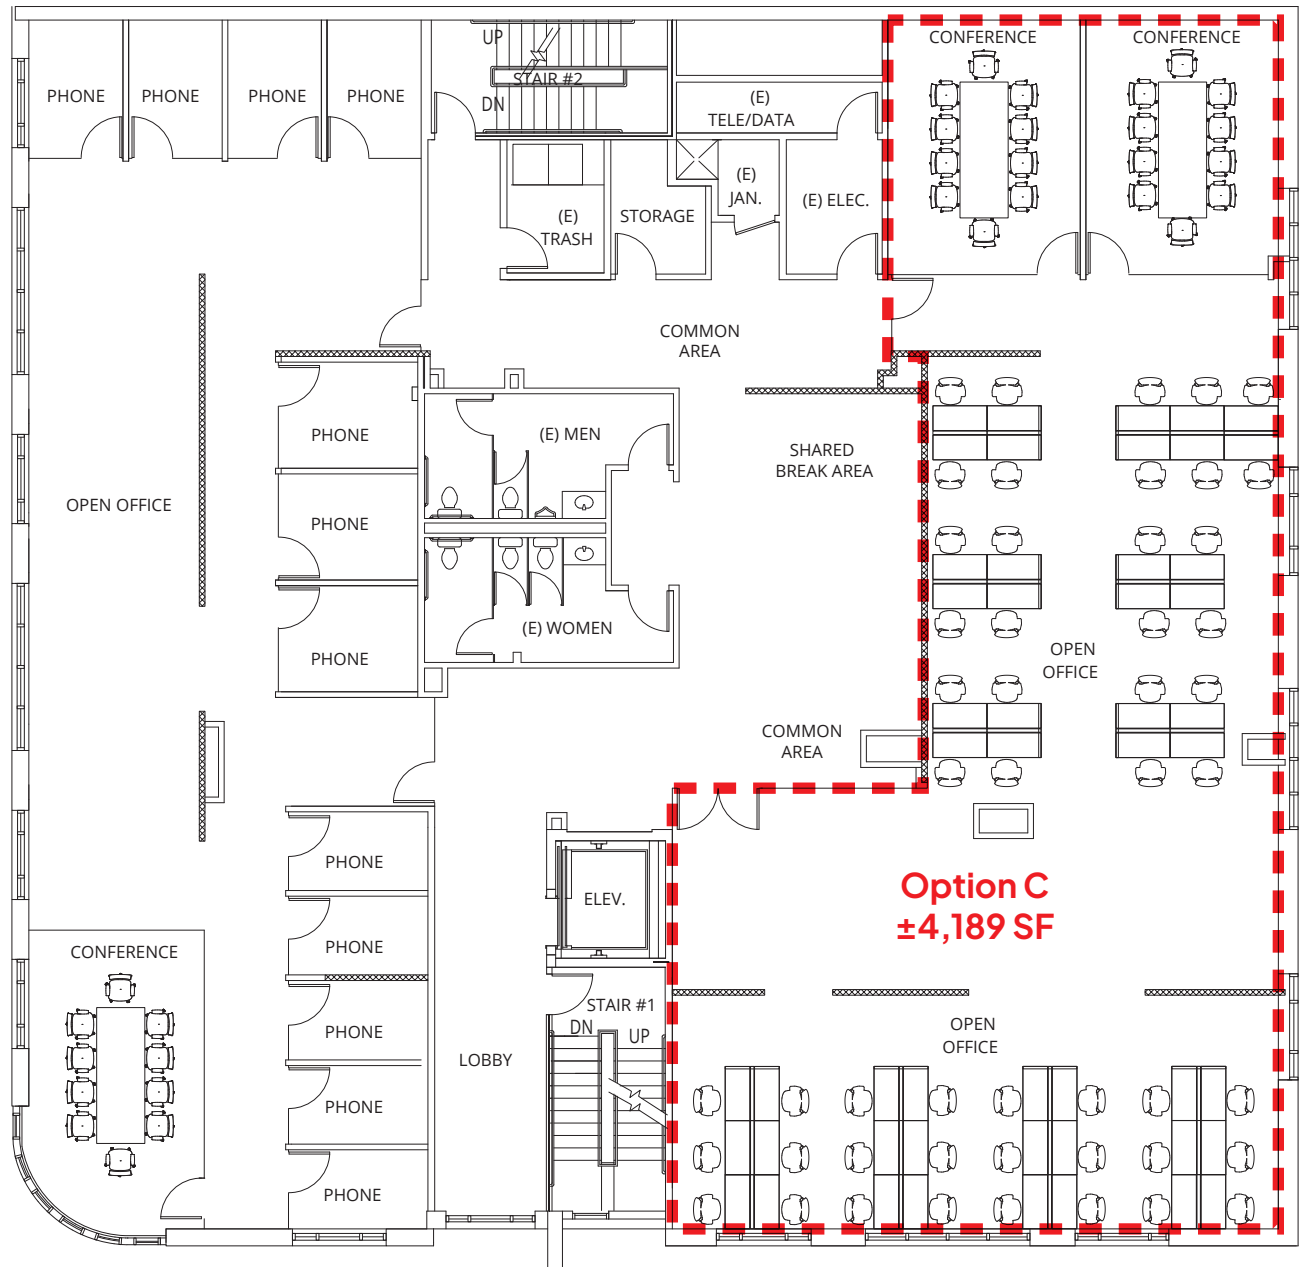 UP
STAIR #2
DN
CONFERENCE
CONFERENCE
PHONE
PHONE
PHONE
PHONE
(E)
TELE/DATA
(E)
JAN.
(E) ELEC.
(E)
TRASH
STORAGE
COMMON
AREA
PHONE
(E) MEN
SHARED
BREAK AREA
OPEN OFFICE
PHONE
(E) WOMEN
PHONE
OPEN
OFFICE
COMMON
AREA
PHONE
ELEV.
Option C
±4,189 SF
PHONE
CONFERENCE
STAIR #1
DN
UP
PHONE
OPEN
OFFICE
LOBBY
PHONE
PHONE